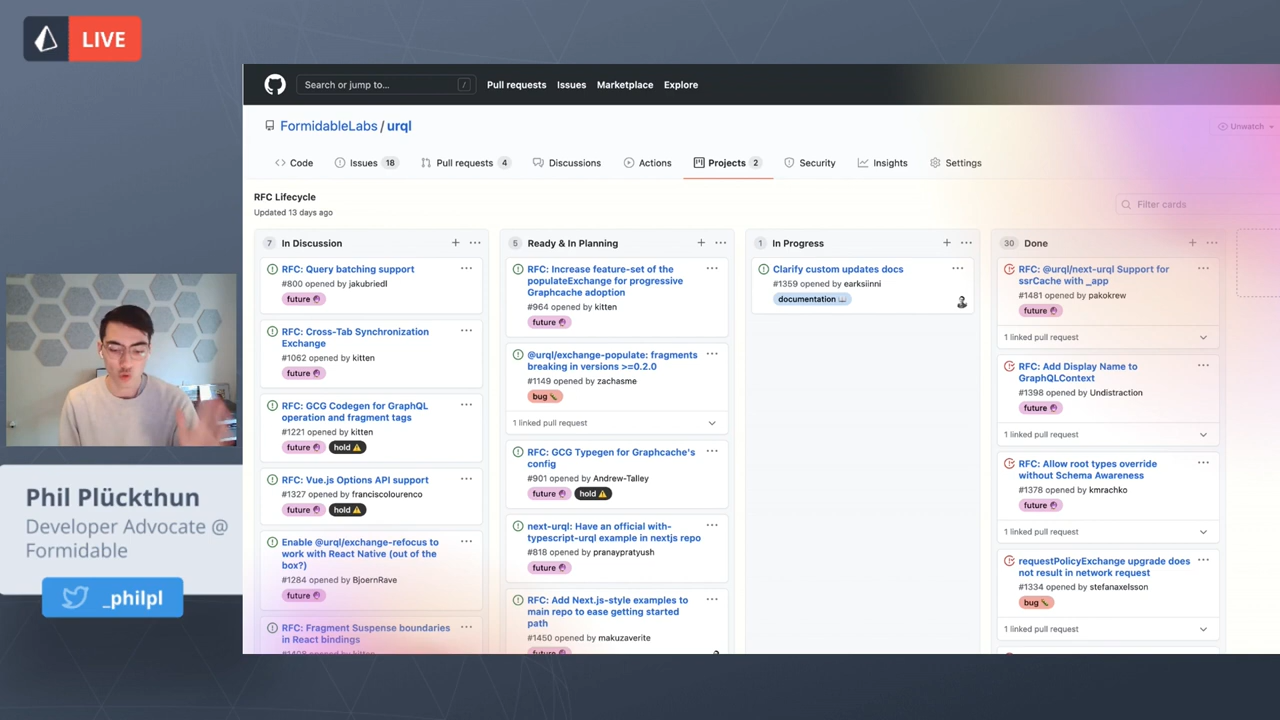 LIVE
Search or jump to...
/
Pull requests
Issues
Marketplace
Explore
FormidableLabs / urql
Unwatch
Code
Issues 18
Pull requests 4
Discussions
Actions
Projects 2
Security
Insights
Settings
RFC Lifecycle
Updated 13 days ago
Filter cards
7 In Discussion
RFC: Query batching support
#800 opened by jakubriedl
future
RFC: Cross-Tab Synchronization
Exchange
#1062 opened by kitten
future
RFC: GCG Codegen for GraphQL
operation and fragment tags
#1221 opened by kitten
future hold
RFC: Vue.js Options API support
#1327 opened by franciscolourenco
future hold
Enable @urql/exchange-refocus to
work with React Native (out of the
box?)
#1284 opened by BjoernRave
future
RFC: Fragment Suspense boundaries
in React bindings
#1408 opened by kitten
5 Ready & In Planning
RFC: Increase feature-set of the
populateExchange for progressive
Graphcache adoption
#964 opened by kitten
future
@urql/exchange-populate: fragments
breaking in versions >=0.2.0
#1149 opened by zachasme
bug
1 linked pull request
RFC: GCG Typegen for Graphcache's
config
#901 opened by Andrew-Talley
future hold
next-urql: Have an official with-
typescript-urql example in nextjs repo
#818 opened by pranaypratyush
future
RFC: Add Next.js-style examples to
main repo to ease getting started
path
#1450 opened by makuzaverite
future
1 In Progress
Clarify custom updates docs
#1359 opened by earksiinni
documentation
30 Done
RFC: @urql/next-urql Support for
ssrCache with _app
#1481 opened by pakokrew
future
1 linked pull request
RFC: Add Display Name to
GraphQLContext
#1398 opened by Undistraction
future
1 linked pull request
RFC: Allow root types override
without Schema Awareness
#1378 opened by kmrachko
future
1 linked pull request
requestPolicyExchange upgrade does
not result in network request
#1334 opened by stefanaxelsson
bug
1 linked pull request
Phil Plückthun
Developer Advocate @
Formidable
_philpl